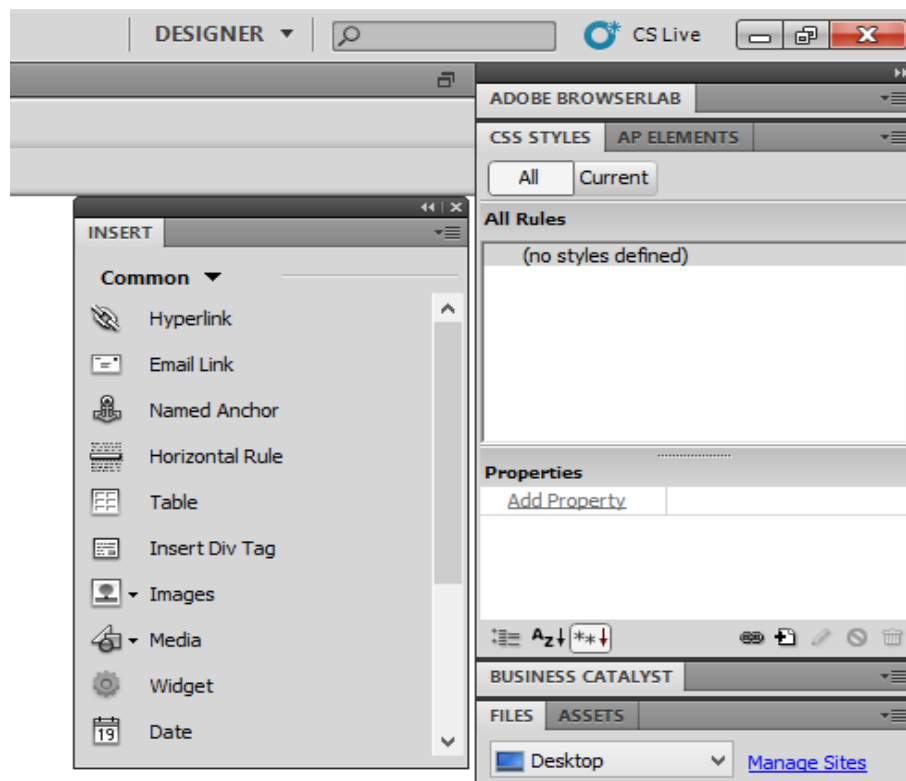 DESIGNER
CS Live
ADOBE BROWSERLAB
CSS STYLES AP ELEMENTS
All Current
All Rules
(no styles defined)
INSERT
Common
Hyperlink
Email Link
Named Anchor
Horizontal Rule
Table
Insert Div Tag
Images
Media
Widget
19 Date
Properties
Add Property
AZ
BUSINESS CATALYST
FILES ASSETS
Desktop Manage Sites